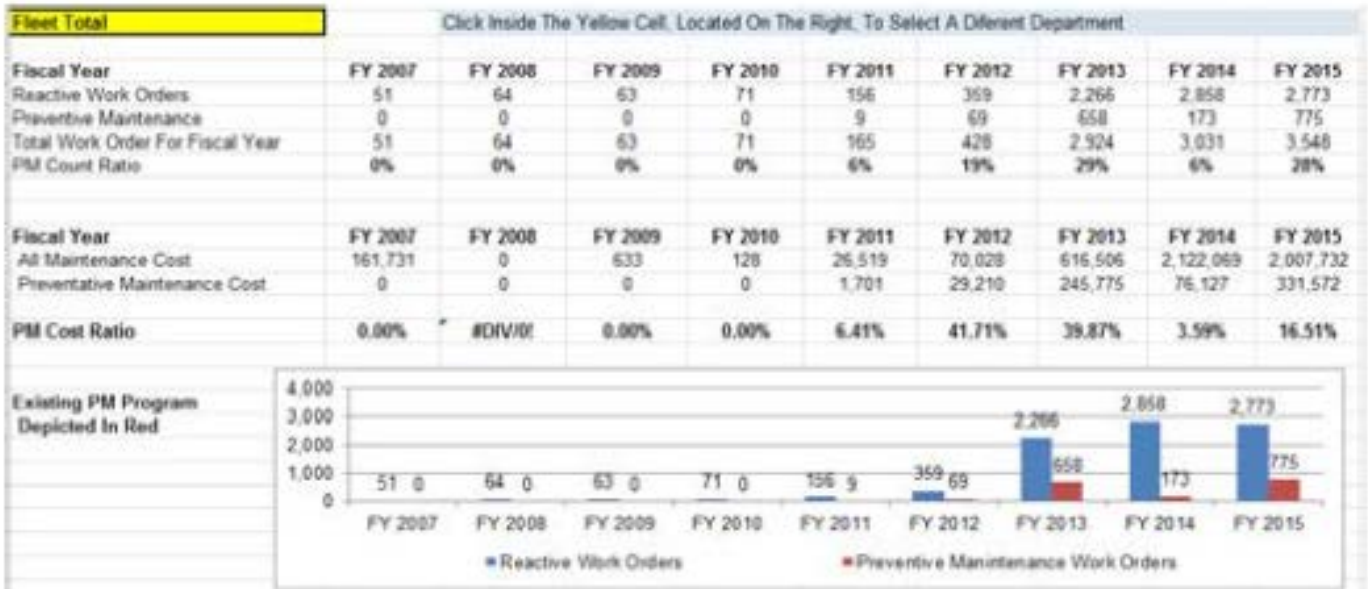 Fleet Total Click Inside The Yellow Cell, Located On The Right, To Select A Diferent Department
Fiscal Year FY 2007 FY 2008 FY 2009 FY 2010 FY 2011 FY 2012 FY 2013 FY 2014 FY 2015
Reactive Work Orders 51 64 63 71 156 359 2,266 2,858 2,773
Preventive Maintenance 0 0 0 0 9 69 658 173 775
Total Work Order For Fiscal Year 51 64 63 71 165 428 2,924 3,031 3,548
PM Count Ratio 0% 0% 0% 0% 6% 19% 29% 6% 28%
Fiscal Year FY 2007 FY 2008 FY 2009 FY 2010 FY 2011 FY 2012 FY 2013 FY 2014 FY 2015
All Maintenance Cost 161,731 0 633 128 26,519 70,028 616,506 2,122,069 2,007,732
Preventative Maintenance Cost 0 0 0 0 1,701 29,210 245,775 76,127 331,572
PM Cost Ratio 0.00% #DIV/0! 0.00% 0.00% 6.41% 41.71% 39.87% 3.59% 16.51%
Existing PM Program
Depicted In Red
4,000
3,000
2,000
1,000
0
51 0 64 0 63 0 71 0 156 9 359 69 2,266 658 2,858 173 2,773 775
FY 2007 FY 2008 FY 2009 FY 2010 FY 2011 FY 2012 FY 2013 FY 2014 FY 2015
Reactive Work Orders Preventive Manintenance Work Orders